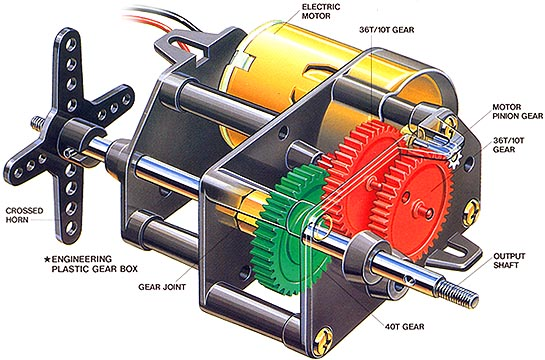 ELECTRIC
MOTOR
36T/10T GEAR
MOTOR
PINION GEAR
36T/10T
GEAR
CROSSED
HORN
★ENGINEERING
PLASTIC GEAR BOX
GEAR JOINT
OUTPUT
SHAFT
40T GEAR